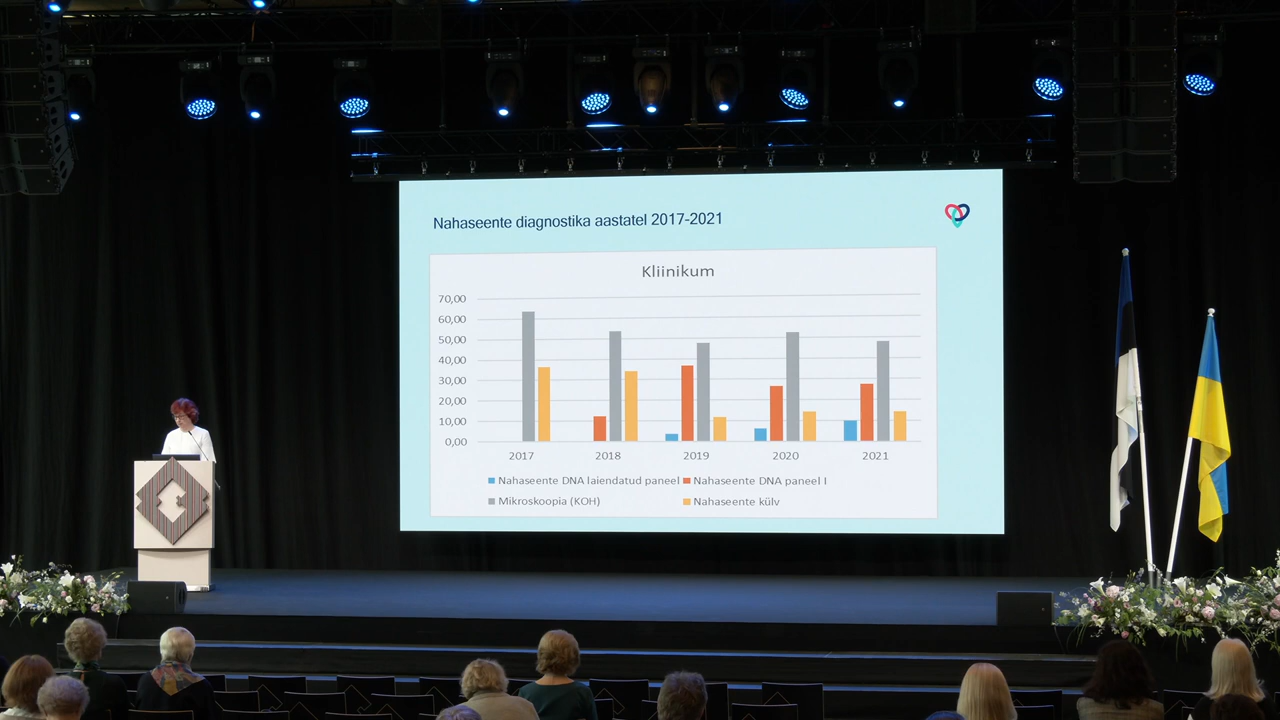 Nahaseente diagnostika aastatel 2017-2021
Kliinikum
70,00
60,00
50,00
40,00
30,00
20,00
10,00
0,00
2017 2018 2019 2020 2021
Nahaseente DNA laiendatud paneel Nahaseente DNA paneel I
Mikroskoopia (KOH) Nahaseente külv